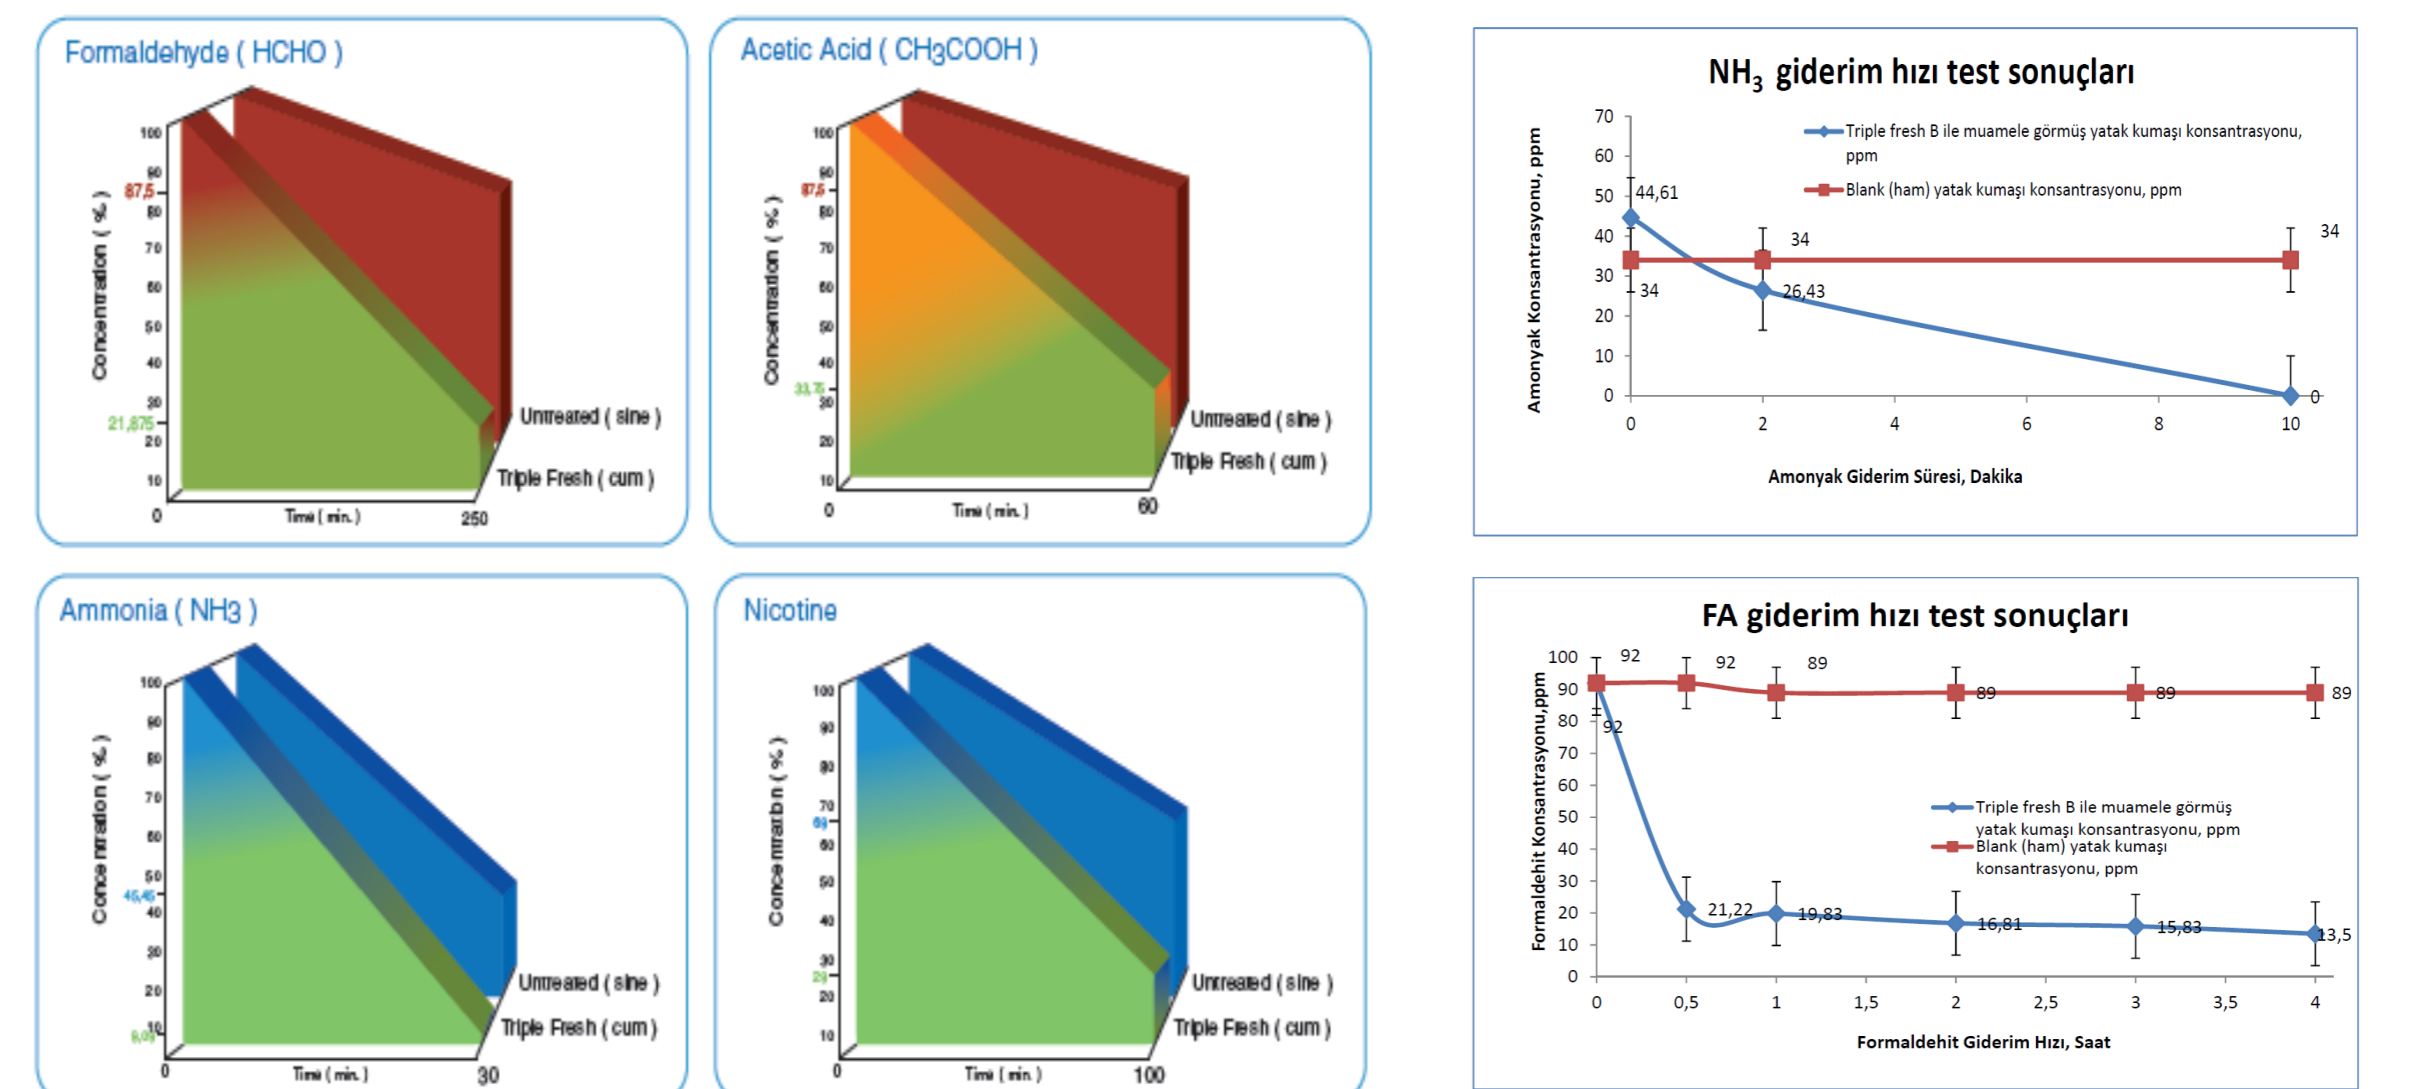 Formaldehyde ( HCHO )
Concentration ( % )
100
90
87,5
80
70
60
50
40
30
21,875
20
10
0
Time ( min. )
250
Untreated ( sine )
Triple Fresh ( cum )
Acetic Acid ( CH3COOH )
Concentration ( % )
100
90
87,5
80
70
60
50
40
33,75
30
20
10
0
Time ( min. )
60
Untreated ( sine )
Triple Fresh ( cum )
NH3 giderim hızı test sonuçları
Amonyak Konsantrasyonu, ppm
70
60
50
40
30
20
10
0
44,61
34
34
26,43
34
0
Triple fresh B ile muamele görmüş yatak kumaşı konsantrasyonu,
ppm
Blank (ham) yatak kumaşı konsantrasyonu, ppm
0 2 4 6 8 10
Amonyak Giderim Süresi, Dakika
Ammonia ( NH3 )
Concentration ( % )
100
90
80
70
60
50
45,45
40
30
20
10
9,09
0
Time ( min. )
30
Untreated ( sine )
Triple Fresh ( cum )
Nicotine
Concentration ( % )
100
90
80
70
60
50
40
30
20
10
0
Time ( min. )
100
Untreated ( sine )
Triple Fresh ( cum )
FA giderim hızı test sonuçları
Formaldehit Konsantrasyonu,ppm
100
90
80
70
60
50
40
30
20
10
0
92 92 89 89 89 89
92
21,22 19,83 16,81 15,83 13,5
Triple fresh B ile muamele görmüş
yatak kumaşı konsantrasyonu, ppm
Blank (ham) yatak kumaşı
konsantrasyonu, ppm
0 0,5 1 1,5 2 2,5 3 3,5 4
Formaldehit Giderim Hızı, Saat